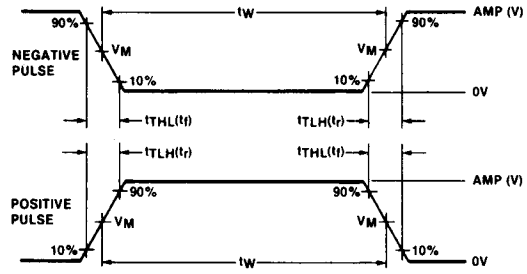 tW
AMP (V)
90% 90%
NEGATIVE
PULSE
VM VM
10% 10%
0V
tTHL(tf) tTLH(tr)
tTLH(tr) tTHL(tf)
AMP (V)
90% 90%
POSITIVE
PULSE
VM VM
10% 10%
tW
0V